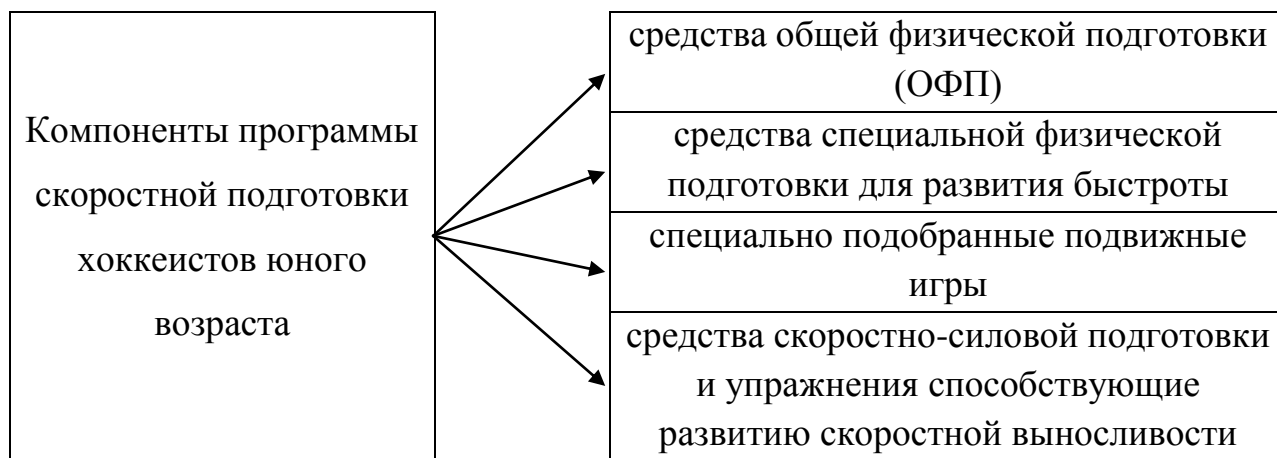 Компоненты программы
скоростной подготовки
хоккеистов юного
возраста
средства общей физической подготовки
(ОФП)
средства специальной физической
подготовки для развития быстроты
специально подобранные подвижные
игры
средства скоростно-силовой подготовки
и упражнения способствующие
развитию скоростной выносливости